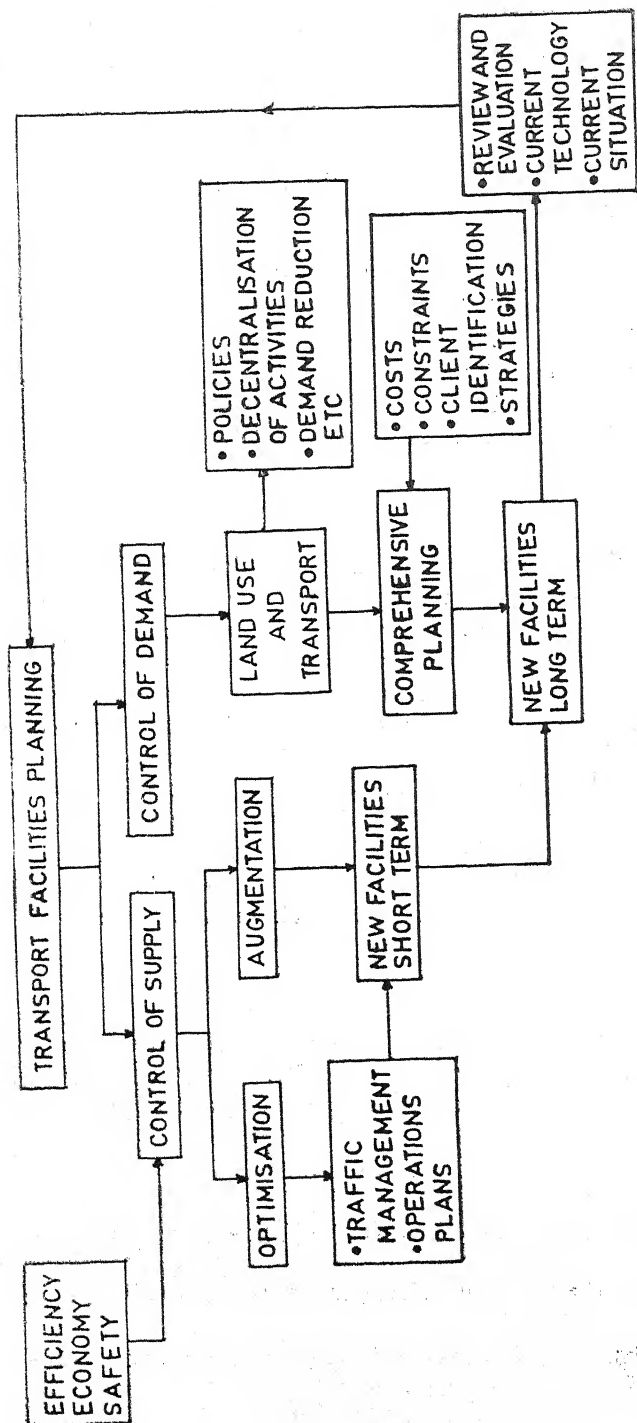 TRANSPORT FACILITIES PLANNING
EFFICIENCY
ECONOMY
SAFETY
CONTROL OF SUPPLY
CONTROL OF DEMAND
OPTIMISATION
AUGMENTATION
LAND USE
AND
TRANSPORT
•POLICIES
•DECENTRALISATION
OF ACTIVITIES
•DEMAND REDUCTION
ETC
•TRAFFIC
MANAGEMENT
•OPERATIONS
PLANS
NEW FACILITIES
SHORT TERM
COMPREHENSIVE
PLANNING
•COSTS
•CONSTRAINTS
•CLIENT
IDENTIFICATION
•STRATEGIES
NEW FACILITIES
LONG TERM
•REVIEW AND
EVALUATION
•CURRENT
TECHNOLOGY
•CURRENT
SITUATION